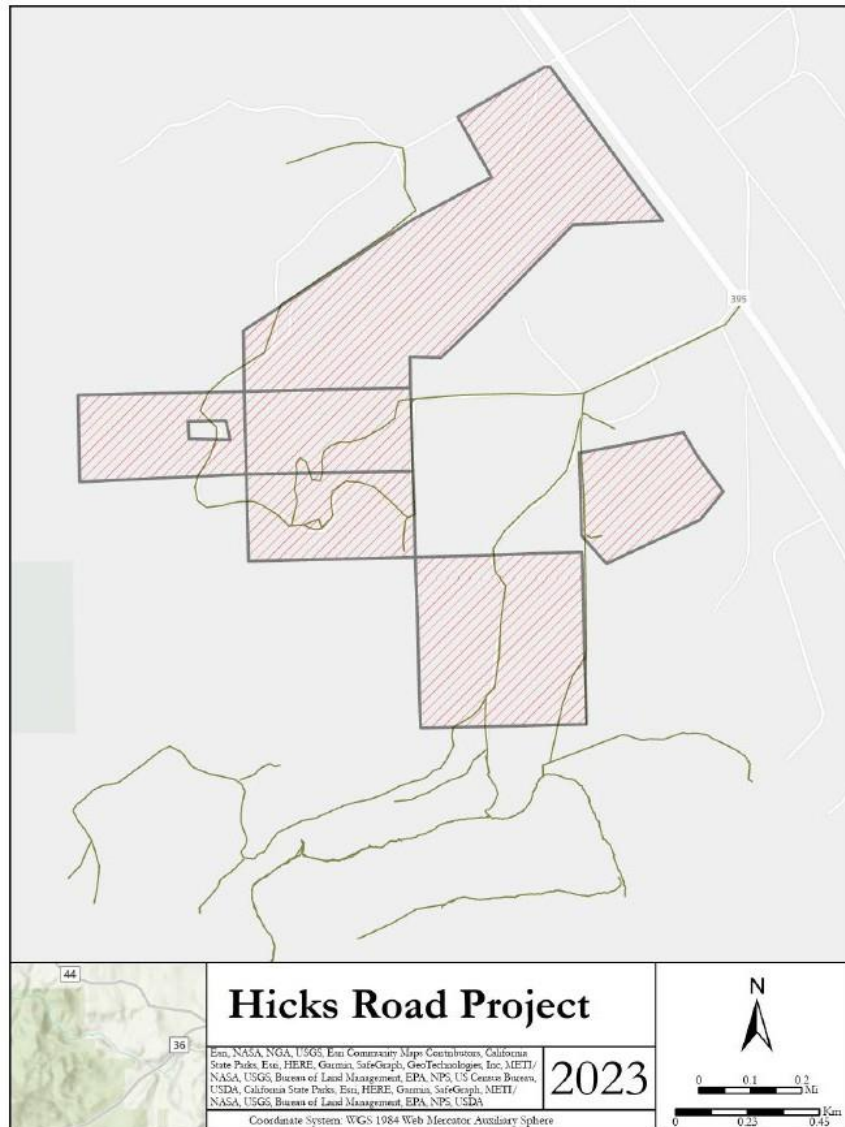 395
44
36
Hicks Road Project
Esri, NASA, NGA, USGS, Esri Community Maps Contributors, California
State Parks, Esri, HERE, Garmin, SafeGraph, GeoTechnologies, Inc, METI/
NASA, USGS, Bureau of Land Management, EPA, NPS, US Census Bureau,
USDA, California State Parks, Esri, HERE, Garmin, SafeGraph, METI/
NASA, USGS, Bureau of Land Management, EPA, NPS, USDA
2023
Coordinate System: WGS 1984 Web Mercator Auxiliary Sphere
N
0 0.1 0.2
Mi
Km
0 0.23 0.45